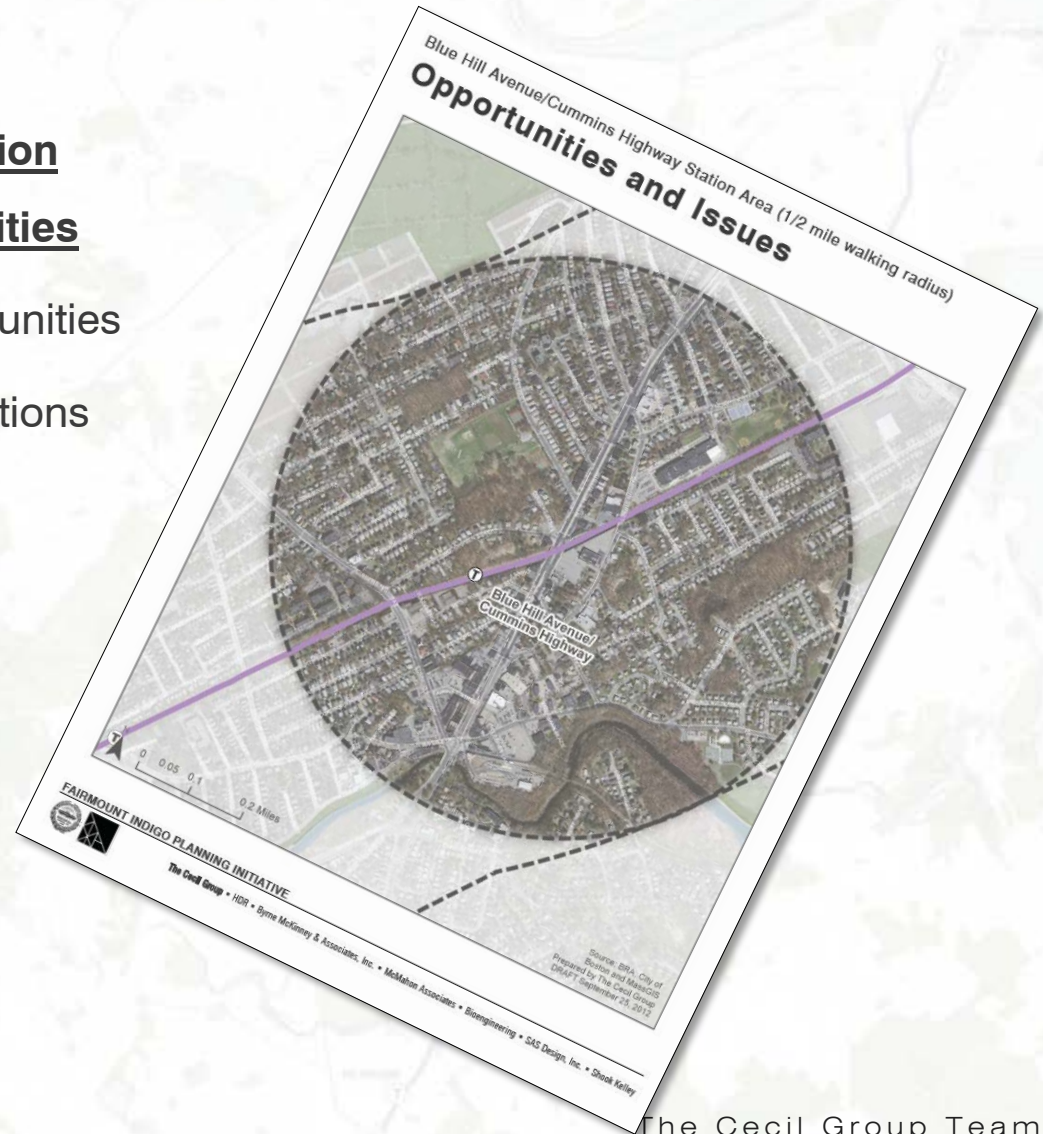 ion
ities
unities
tions
Blue Hill Avenue/Cummins Highway Station Area (1/2 mile walking radius)
Opportunities and Issues
T
Blue Hill Avenue/
Cummins Highway
T
0 0.05 0.1 0.2 Miles
FAIRMOUNT INDIGO PLANNING INITIATIVE
The Cecil Group • HDR • Byrne McKinney & Associates, Inc. • McMahon Associates • Bioengineering • SAS Design, Inc. • Shook Kelley
Source: BRA, City of
Boston and MassGIS
Prepared by The Cecil Group
DRAFT September 25, 2012
The Cecil Group Team